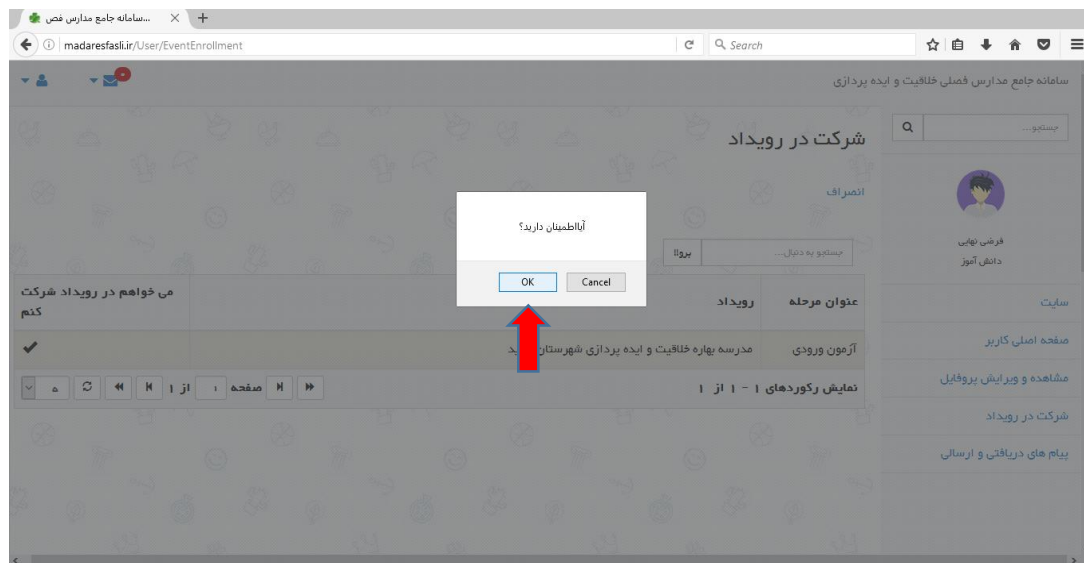 سامانه جامع مدارس فص...
madaresfasli.ir/User/EventEnrollment
Search
سامانه جامع مدارس فصلی خلاقیت و ایده پردازی
جستجو...
فرضی نهایی
دانش آموز
سایت
صفحه اصلی کاربر
مشاهده و ویرایش پروفایل
شرکت در رویداد
پیام های دریافتی و ارسالی
شرکت در رویداد
انصراف
جستجو به دنبال...
برو!!
عنوان مرحله
رویداد
می خواهم در رویداد شرکت کنم
آزمون ورودی
مدرسه بهاره خلاقیت و ایده پردازی شهرستان
نمایش رکوردهای ۱ - ۱ از ۱
صفحه ۱ از ۱
۵
آیااطمینان دارید؟
OK
Cancel